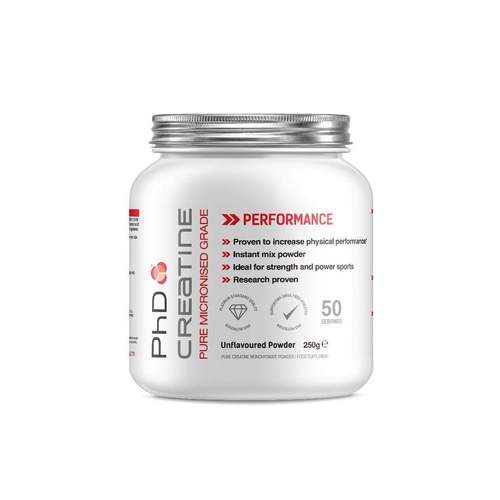 PhD
CREATINE
PURE MICRONISED GRADE
PERFORMANCE
Proven to increase physical performance¹
Instant mix powder
Ideal for strength and power sports
Research proven
50
SERVINGS
Unflavoured Powder 250g℮
PURE CREATINE MONOHYDRATE POWDER | FOOD SUPPLEMENT